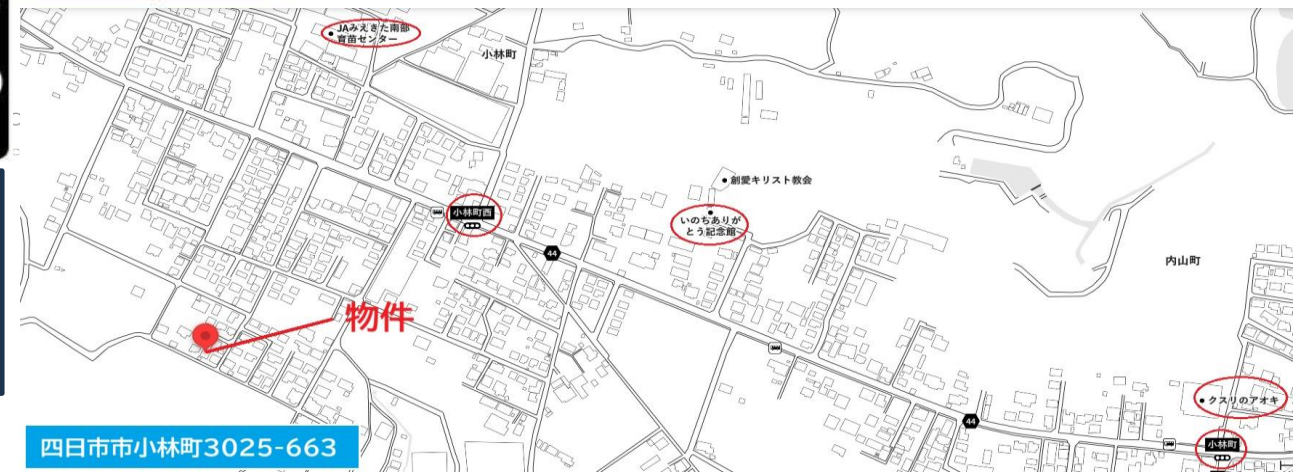 JAみえきた南部
育苗センター
小林町
創愛キリスト教会
小林町西
いのちありが
とう記念館
44
内山町
物件
クスリのアオキ
44
小林町
四日市市小林町3025-663